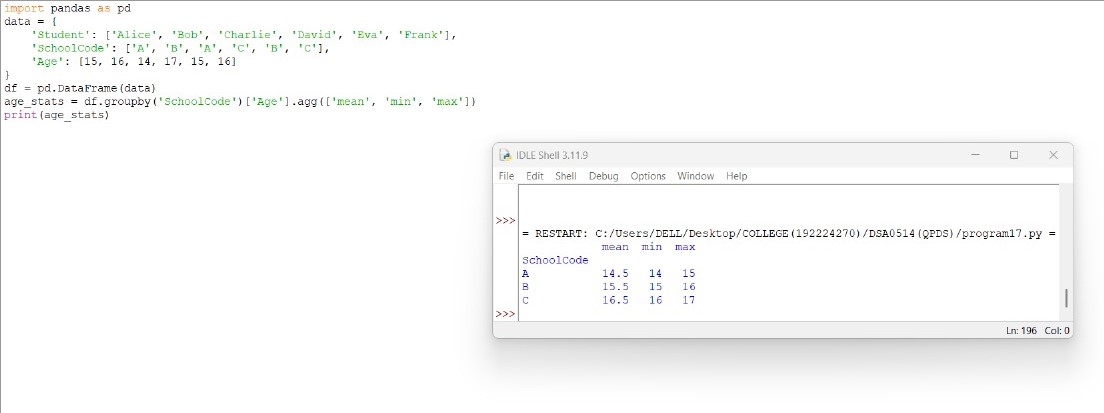 import pandas as pd
data = {
    'Student': ['Alice', 'Bob', 'Charlie', 'David', 'Eva', 'Frank'],
    'SchoolCode': ['A', 'B', 'A', 'C', 'B', 'C'],
    'Age': [15, 16, 14, 17, 15, 16]
}
df = pd.DataFrame(data)
age_stats = df.groupby('SchoolCode')['Age'].agg(['mean', 'min', 'max'])
print(age_stats)
IDLE Shell 3.11.9
File Edit Shell Debug Options Window Help
>>>
= RESTART: C:/Users/DELL/Desktop/COLLEGE(192224270)/DSA0514(QPDS)/program17.py =
            mean  min  max
SchoolCode
A           14.5   14   15
B           15.5   15   16
C           16.5   16   17
>>>
Ln: 196 Col: 0